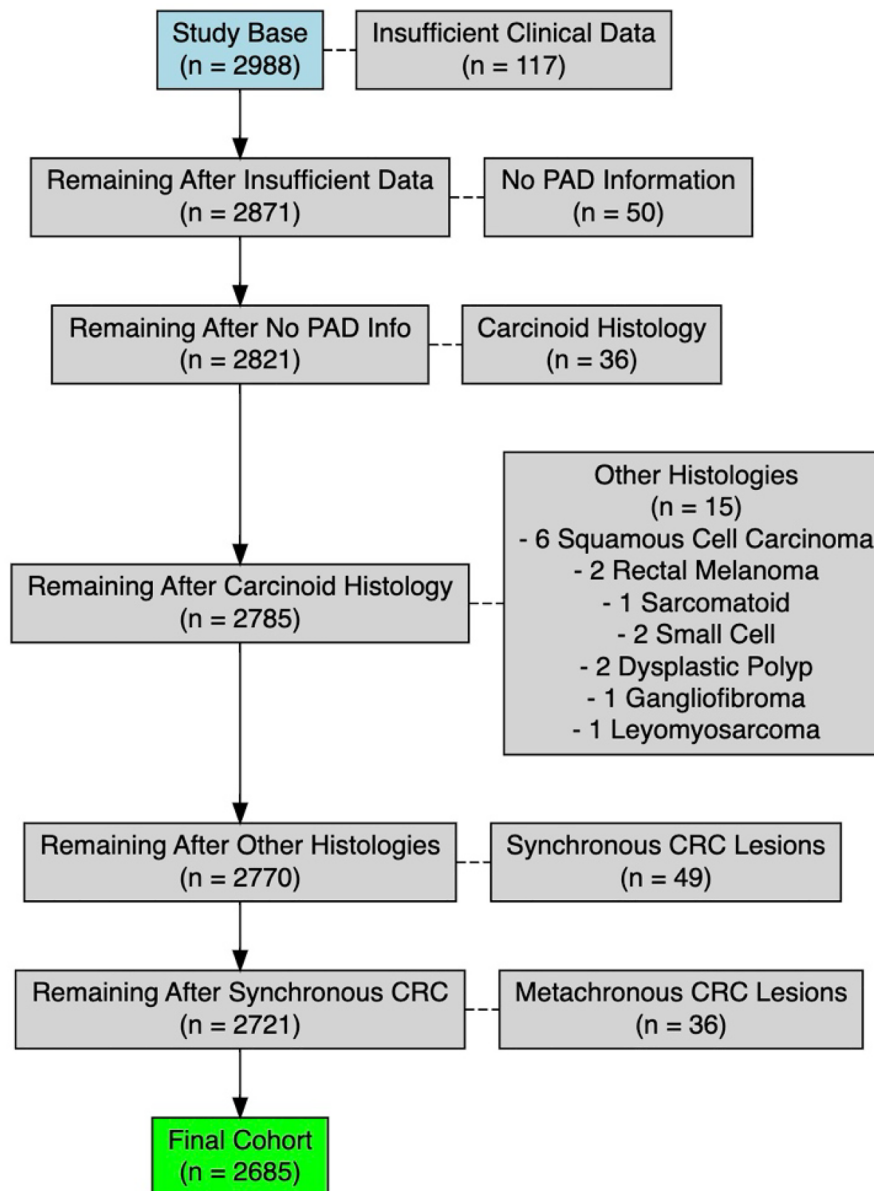 Study Base
(n = 2988)
Insufficient Clinical Data
(n = 117)
Remaining After Insufficient Data
(n = 2871)
No PAD Information
(n = 50)
Remaining After No PAD Info
(n = 2821)
Carcinoid Histology
(n = 36)
Other Histologies
(n = 15)
- 6 Squamous Cell Carcinoma
- 2 Rectal Melanoma
- 1 Sarcomatoid
- 2 Small Cell
- 2 Dysplastic Polyp
- 1 Gangliofibroma
- 1 Leyomyosarcoma
Remaining After Carcinoid Histology
(n = 2785)
Remaining After Other Histologies
(n = 2770)
Synchronous CRC Lesions
(n = 49)
Remaining After Synchronous CRC
(n = 2721)
Metachronous CRC Lesions
(n = 36)
Final Cohort
(n = 2685)